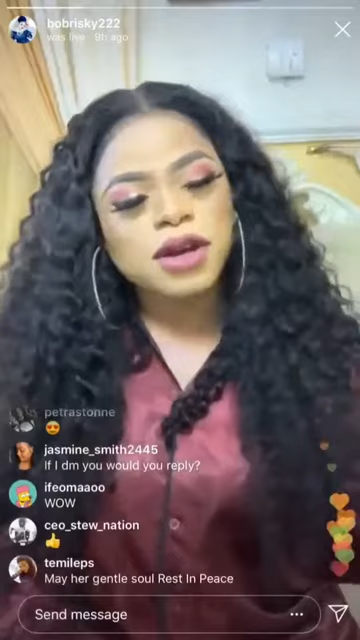 bobrisky222
was live · 9h ago
petrastonne
😍
jasmine_smith2445
If I dm you would you reply?
ifeomaaoo
WOW
ceo_stew_nation
👍
temileps
May her gentle soul Rest In Peace
Send message